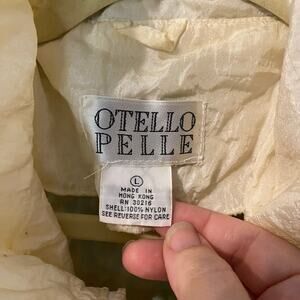 OTELLO
PELLE
L
MADE IN
HONG KONG
RN 30216
SHELL:100% NYLON
SEE REVERSE FOR CARE